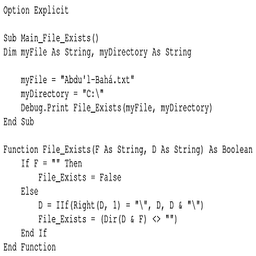 Option Explicit

Sub Main_File_Exists()
Dim myFile As String, myDirectory As String

    myFile = "Abdu'l-Bahá.txt"
    myDirectory = "C:\"
    Debug.Print File_Exists(myFile, myDirectory)
End Sub

Function File_Exists(F As String, D As String) As Boolean
    If F = "" Then
        File_Exists = False
    Else
        D = IIf(Right(D, 1) = "\", D, D & "\")
        File_Exists = (Dir(D & F) <> "")
    End If
End Function